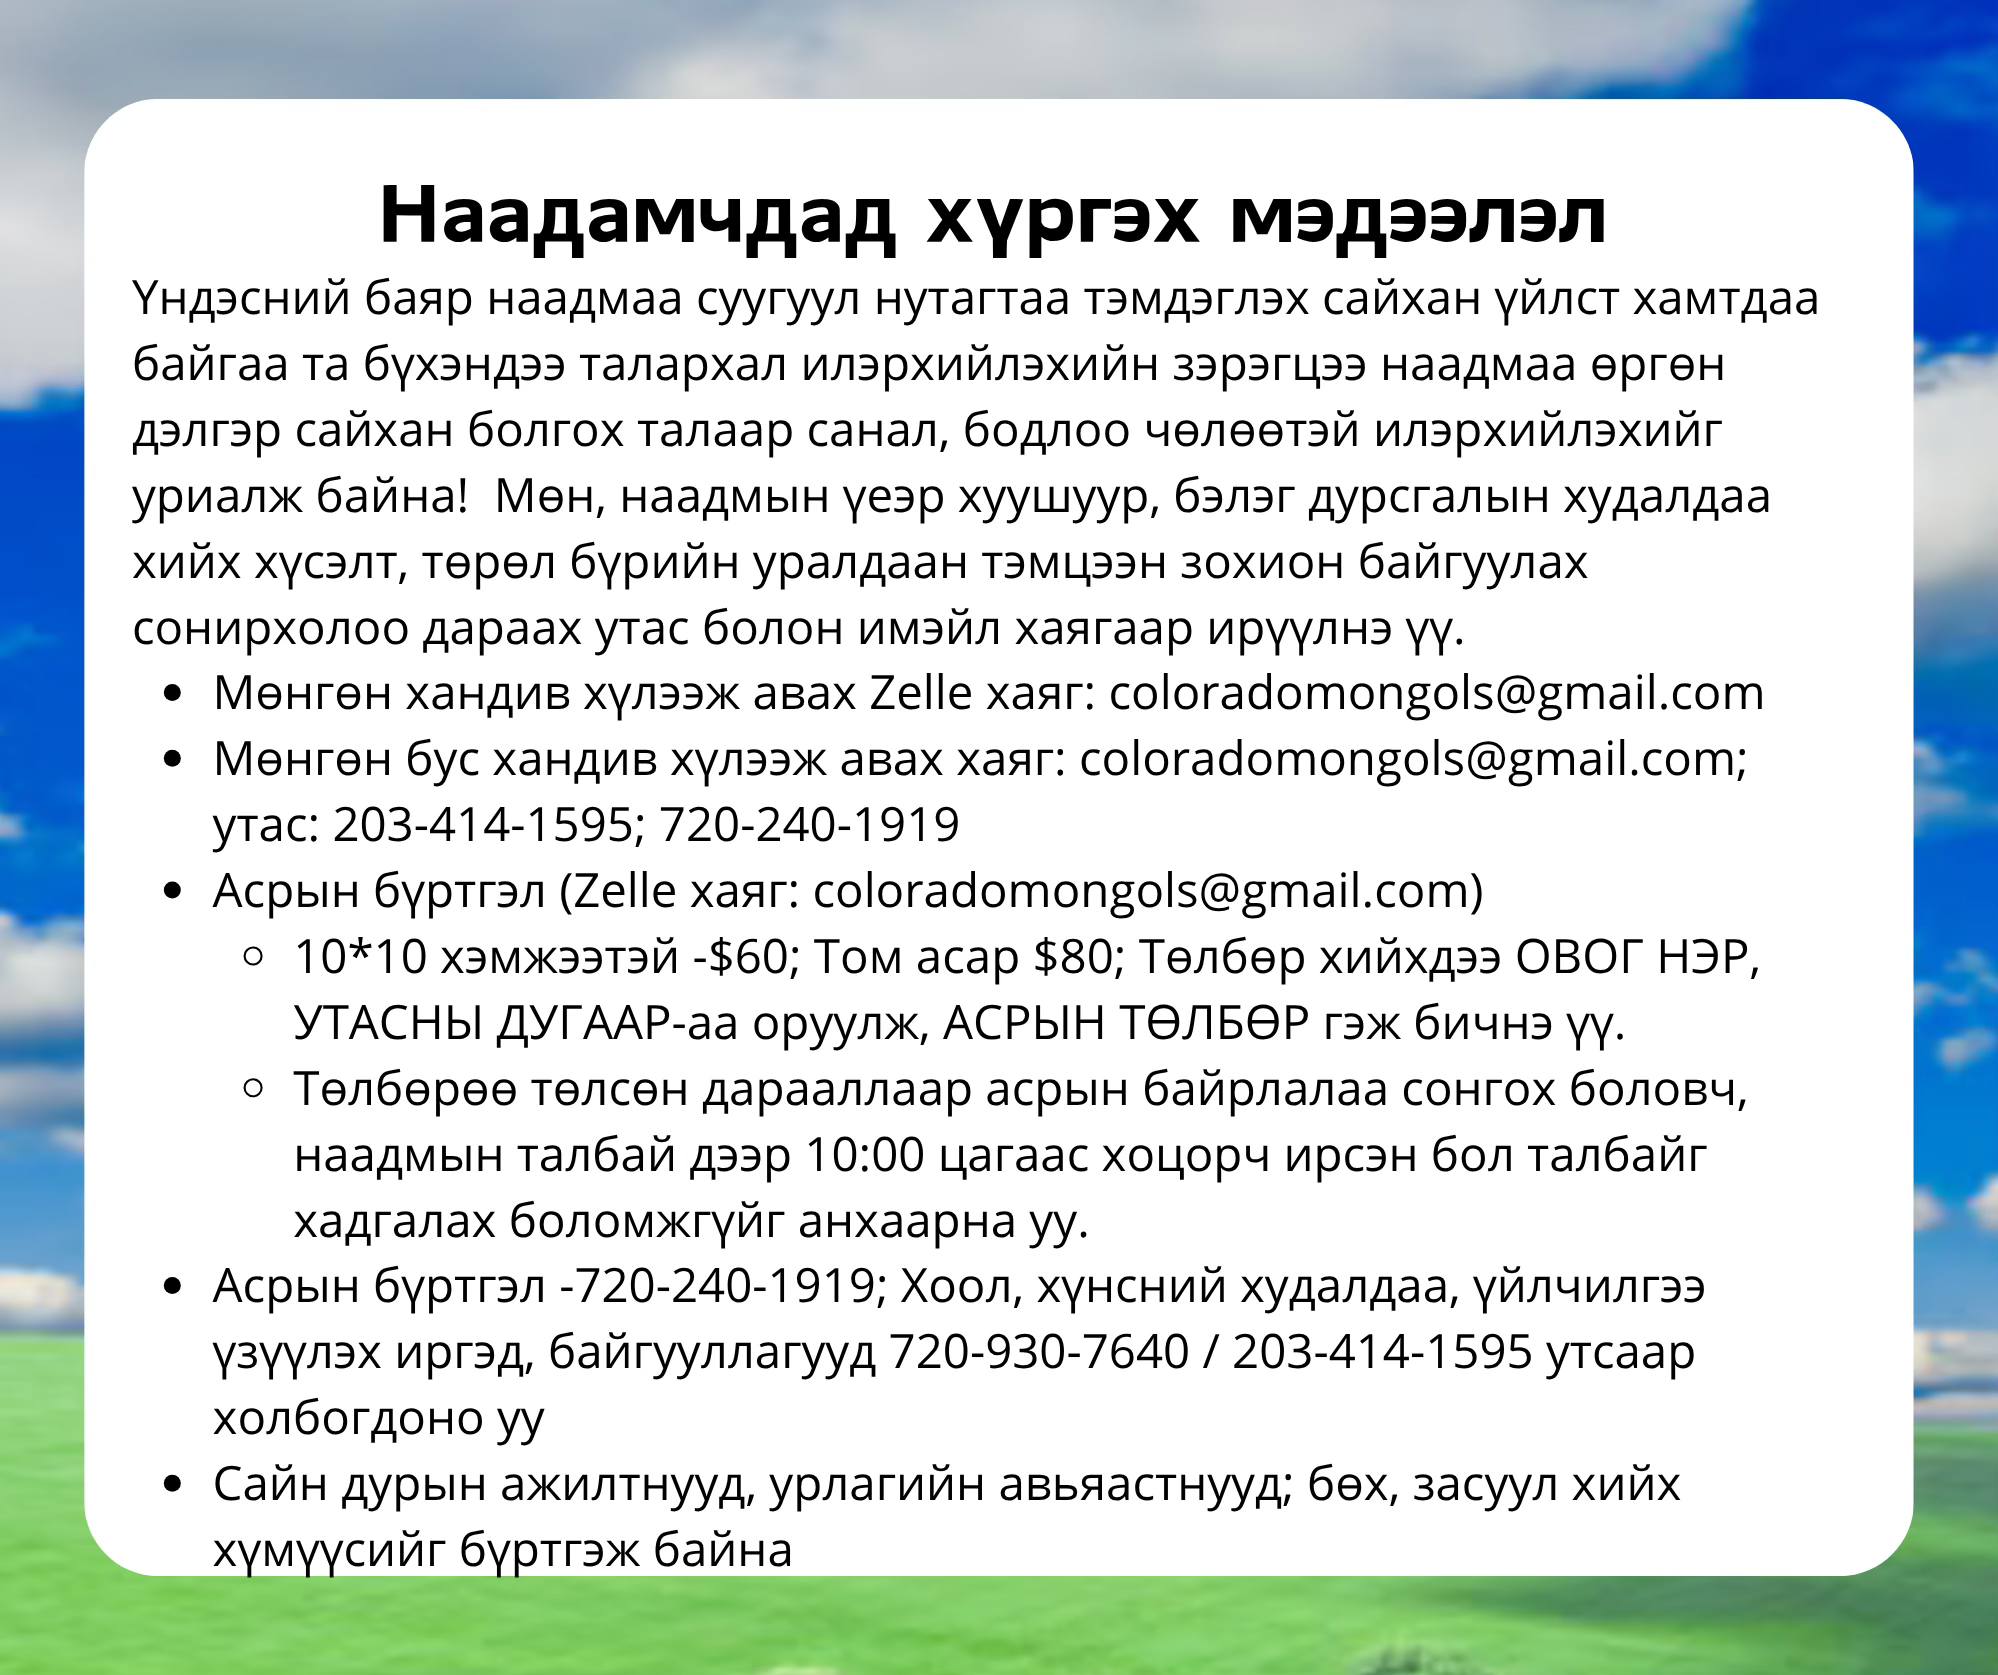 Наадамчдад хүргэх мэдээлэл
Үндэсний баяр наадмаа суугуул нутагтаа тэмдэглэх сайхан үйлст хамтдаа
байгаа та бүхэндээ талархал илэрхийлэхийн зэрэгцээ наадмаа өргөн
дэлгэр сайхан болгох талаар санал, бодлоо чөлөөтэй илэрхийлэхийг
уриалж байна!  Мөн, наадмын үеэр хуушуур, бэлэг дурсгалын худалдаа
хийх хүсэлт, төрөл бүрийн уралдаан тэмцээн зохион байгуулах
сонирхолоо дараах утас болон имэйл хаягаар ирүүлнэ үү.
• Мөнгөн хандив хүлээж авах Zelle хаяг: coloradomongols@gmail.com
• Мөнгөн бус хандив хүлээж авах хаяг: coloradomongols@gmail.com;
утас: 203-414-1595; 720-240-1919
• Асрын бүртгэл (Zelle хаяг: coloradomongols@gmail.com)
◦ 10*10 хэмжээтэй -$60; Том асар $80; Төлбөр хийхдээ ОВОГ НЭР,
УТАСНЫ ДУГААР-аа оруулж, АСРЫН ТӨЛБӨР гэж бичнэ үү.
◦ Төлбөрөө төлсөн дарааллаар асрын байрлалаа сонгох боловч,
наадмын талбай дээр 10:00 цагаас хоцорч ирсэн бол талбайг
хадгалах боломжгүйг анхаарна уу.
• Асрын бүртгэл -720-240-1919; Хоол, хүнсний худалдаа, үйлчилгээ
үзүүлэх иргэд, байгууллагууд 720-930-7640 / 203-414-1595 утсаар
холбогдоно уу
• Сайн дурын ажилтнууд, урлагийн авьяастнууд; бөх, засуул хийх
хүмүүсийг бүртгэж байна